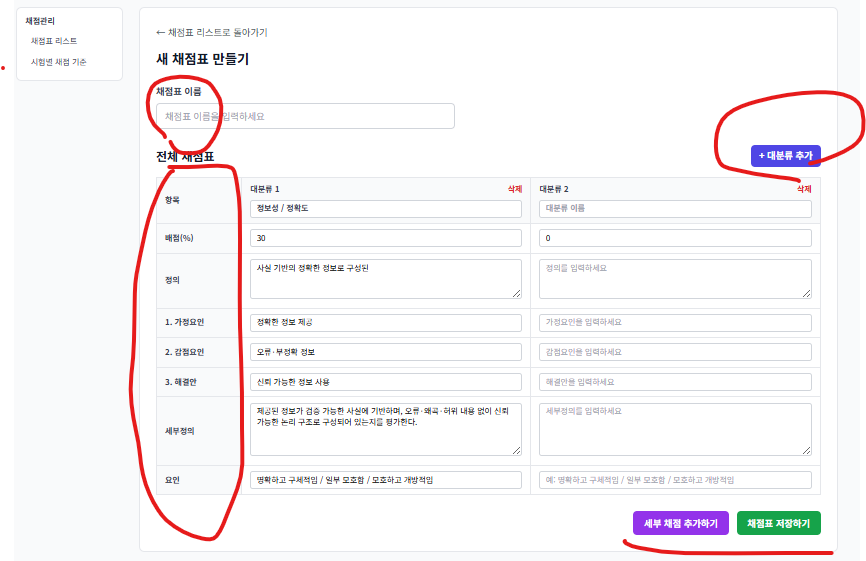 채점관리
채점표 리스트
시험별 채점 기준
← 채점표 리스트로 돌아가기
새 채점표 만들기
채점표 이름
채점표 이름을 입력하세요
전체 채점표
+ 대분류 추가
항목
대분류 1
삭제
대분류 2
삭제
정보성 / 정확도
대분류 이름
배점(%)
30
0
정의
사실 기반의 정확한 정보로 구성된
정의를 입력하세요
1. 가정요인
정확한 정보 제공
가정요인을 입력하세요
2. 감점요인
오류·부정확 정보
감점요인을 입력하세요
3. 해결안
신뢰 가능한 정보 사용
해결안을 입력하세요
세부정의
제공된 정보가 검증 가능한 사실에 기반하며, 오류·왜곡·허위 내용 없이 신뢰
가능한 논리 구조로 구성되어 있는지를 평가한다.
세부정의를 입력하세요
요인
명확하고 구체적임 / 일부 모호함 / 모호하고 개방적임
예: 명확하고 구체적임 / 일부 모호함 / 모호하고 개방적임
세부 채점 추가하기
채점표 저장하기